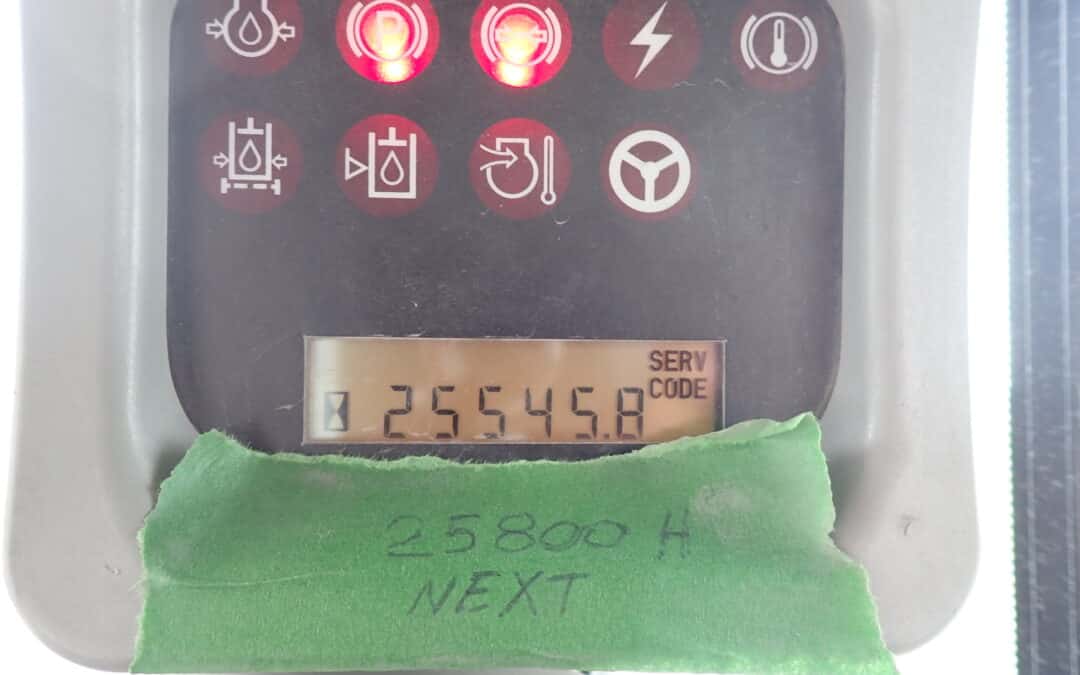 P
SERV
CODE
25545.8
25800 H
NEXT